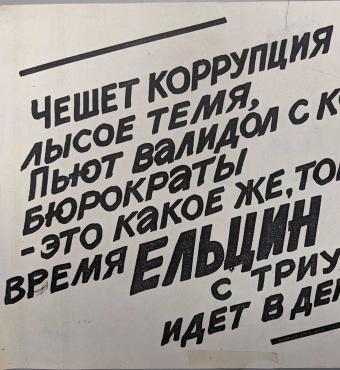 ЧЕШЕТ КОРРУПЦИЯ
ЛЫСОЕ ТЕМЯ,
ПЬЮТ ВАЛИДОЛ С К
БЮРОКРАТЫ
-ЭТО КАКОЕ ЖЕ, ТО
ВРЕМЯ ЕЛЬЦИН
С ТРИУ
ИДЕТ В ДЕ